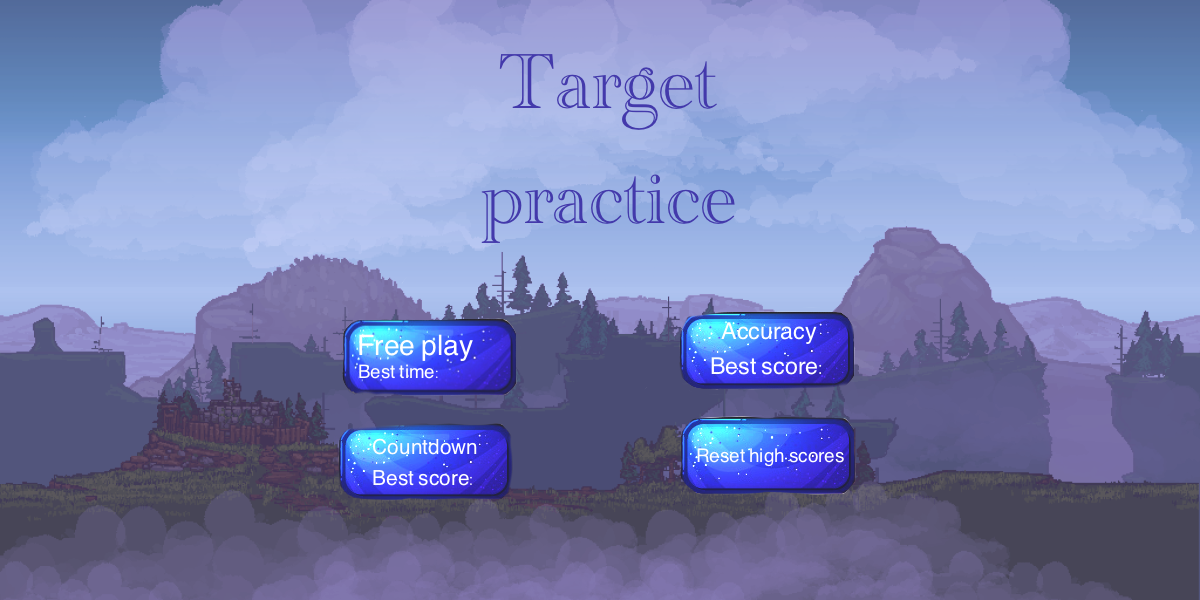 Target
practice
Free play
Best time:
Accuracy
Best score:
Countdown
Best score:
Reset high scores